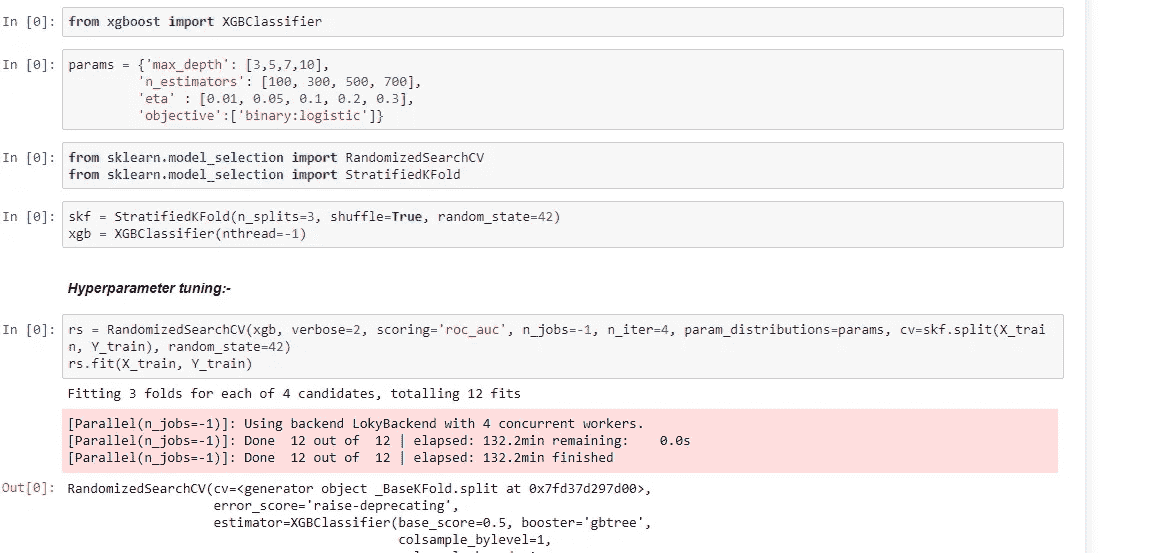 In [0]: from xgboost import XGBClassifier
In [0]: params = {'max_depth': [3,5,7,10],
'n_estimators': [100, 300, 500, 700],
'eta' : [0.01, 0.05, 0.1, 0.2, 0.3],
'objective':['binary:logistic']}
In [0]: from sklearn.model_selection import RandomizedSearchCV
from sklearn.model_selection import StratifiedKFold
In [0]: skf = StratifiedKFold(n_splits=3, shuffle=True, random_state=42)
xgb = XGBClassifier(nthread=-1)
Hyperparameter tuning:-
In [0]: rs = RandomizedSearchCV(xgb, verbose=2, scoring='roc_auc', n_jobs=-1, n_iter=4, param_distributions=params, cv=skf.split(X_trai
n, Y_train), random_state=42)
rs.fit(X_train, Y_train)
Fitting 3 folds for each of 4 candidates, totalling 12 fits
[Parallel(n_jobs=-1)]: Using backend LokyBackend with 4 concurrent workers.
[Parallel(n_jobs=-1)]: Done  12 out of  12 | elapsed: 132.2min remaining:    0.0s
[Parallel(n_jobs=-1)]: Done  12 out of  12 | elapsed: 132.2min finished
Out[0]: RandomizedSearchCV(cv=<generator object _BaseKFold.split at 0x7fd37d297d00>,
error_score='raise-deprecating',
estimator=XGBClassifier(base_score=0.5, booster='gbtree',
colsample_bylevel=1,